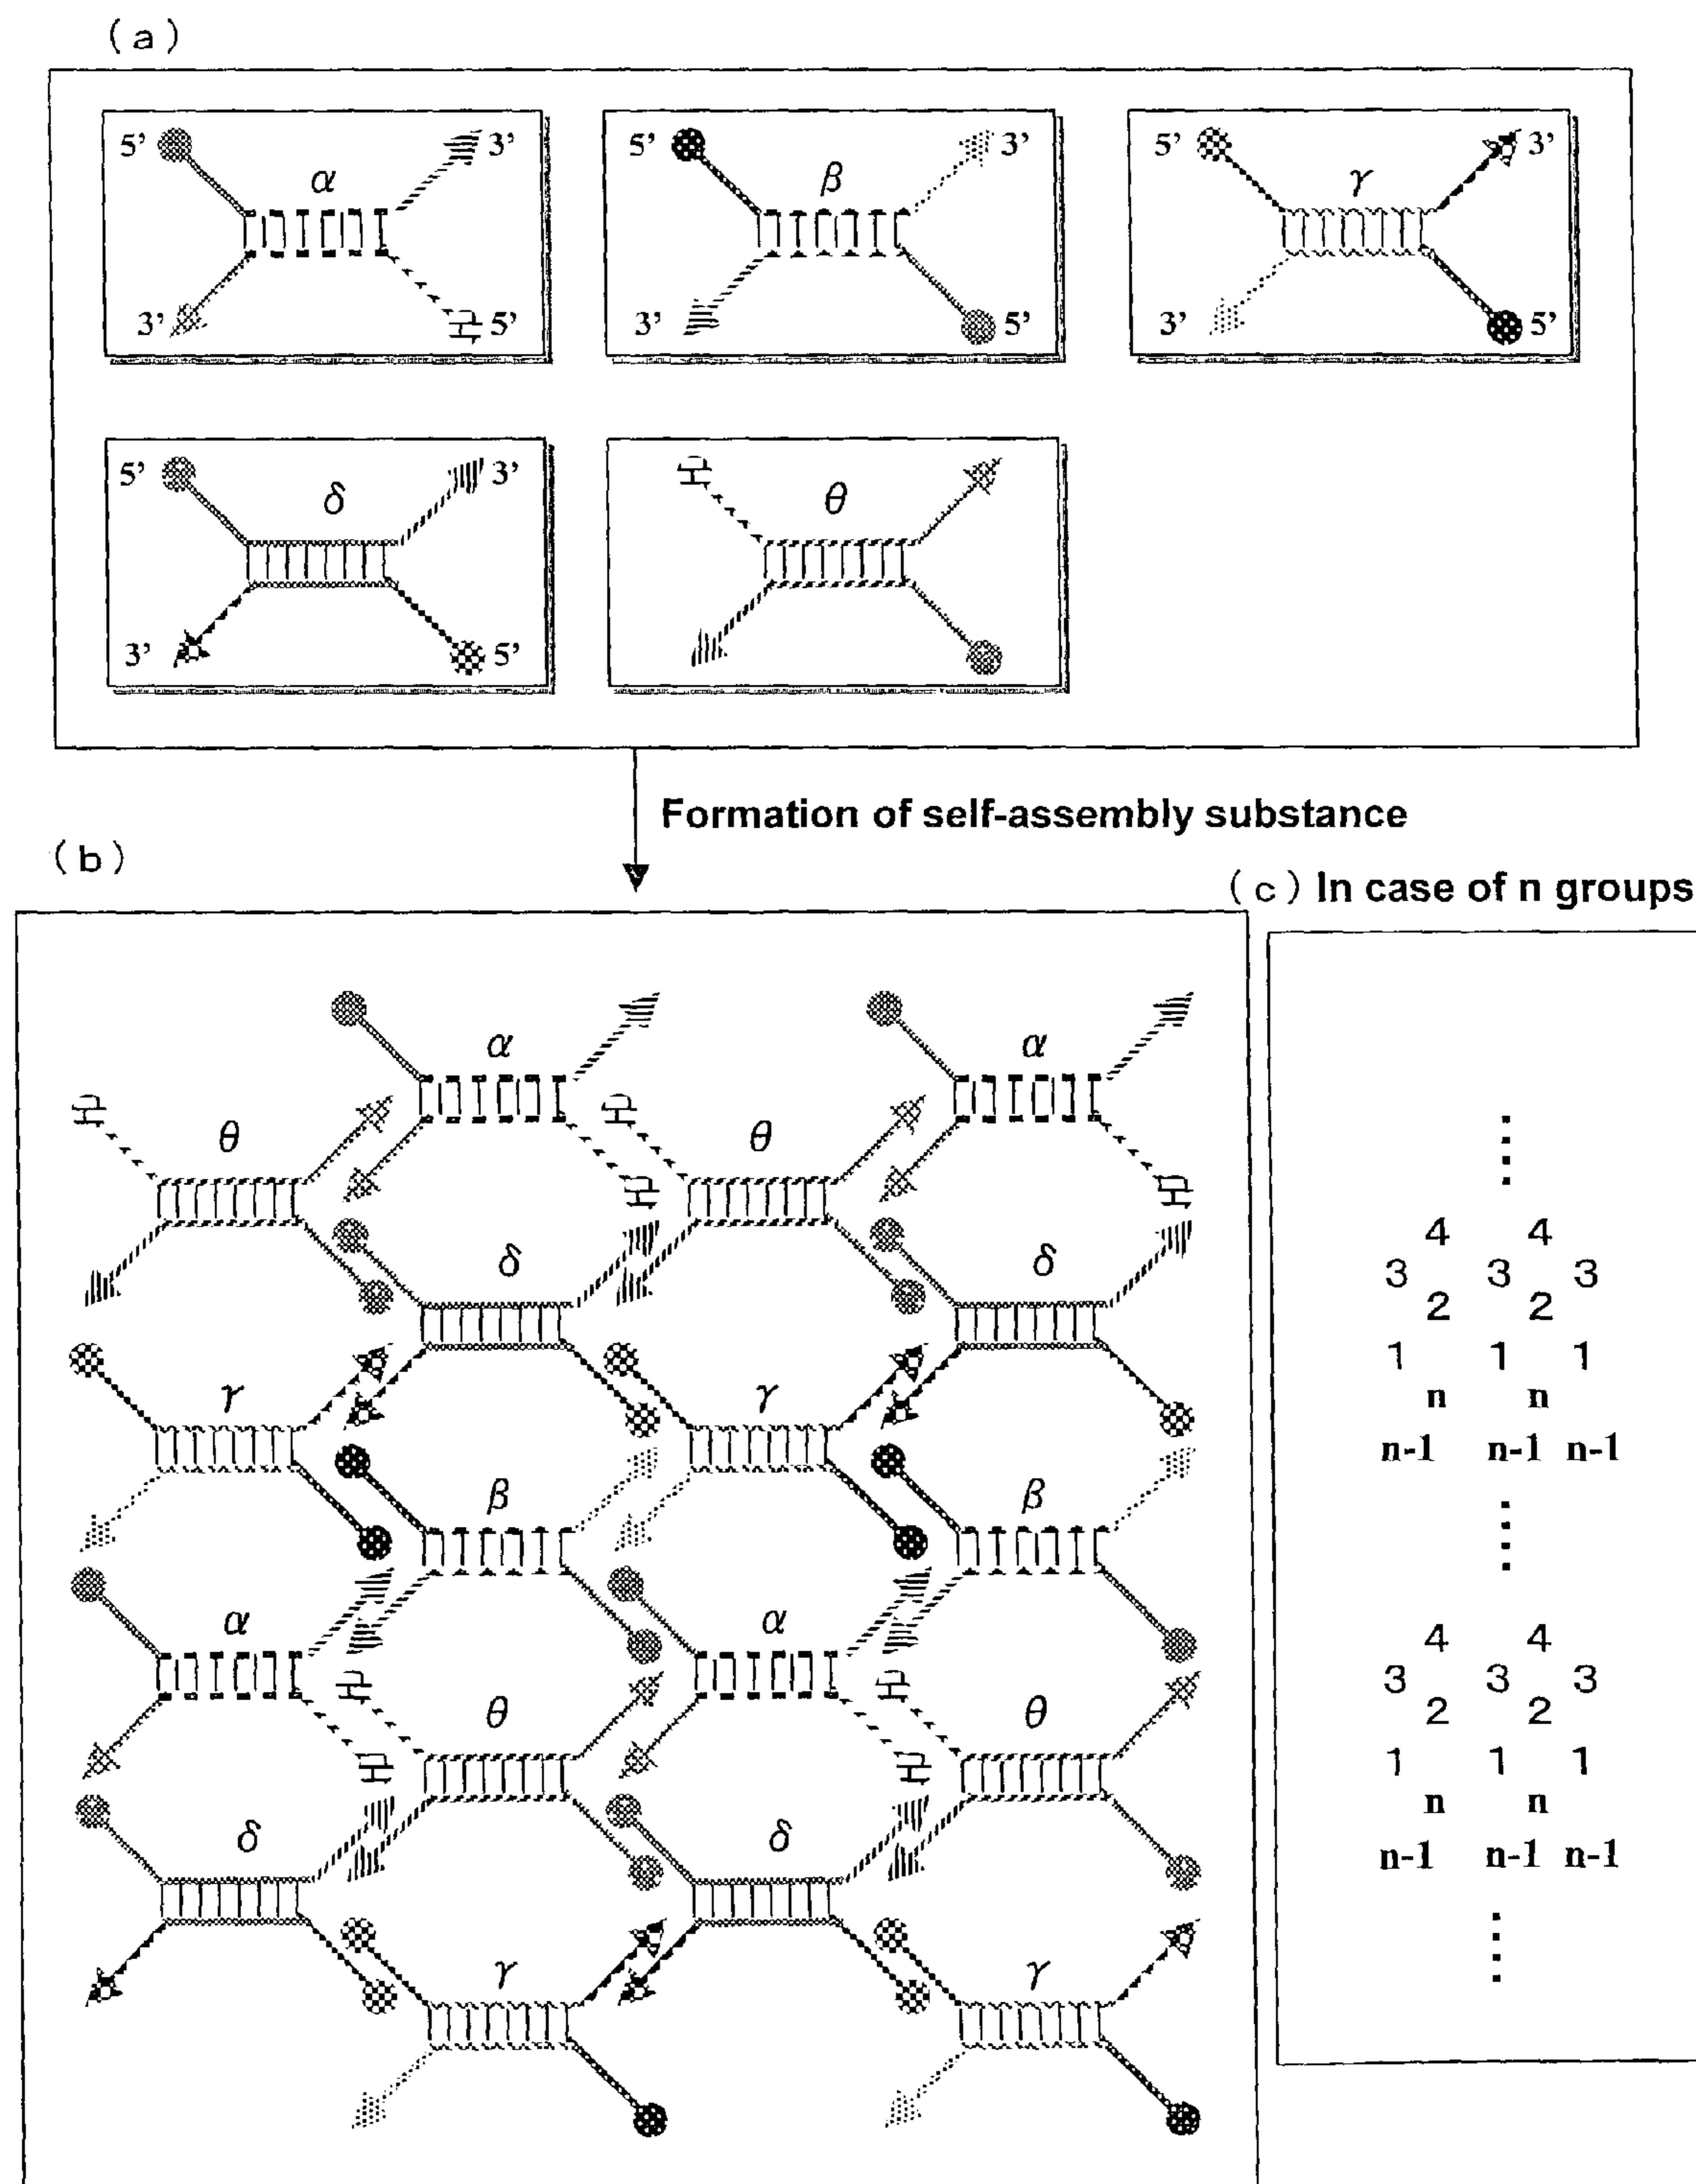 (a)
5' 3' 5' 3' 5' 3'
α β γ
3' 5' 3' 5' 3' 5'
5' 3'
δ θ
3' 5'
Formation of self-assembly substance
(b)
(c) In case of n groups
α α
θ θ
δ δ
γ γ
β β
α α
θ θ
δ δ
γ γ
4 4
3 3 3
2 2
1 1 1
n n
n-1 n-1 n-1
4 4
3 3 3
2 2
1 1 1
n n
n-1 n-1 n-1